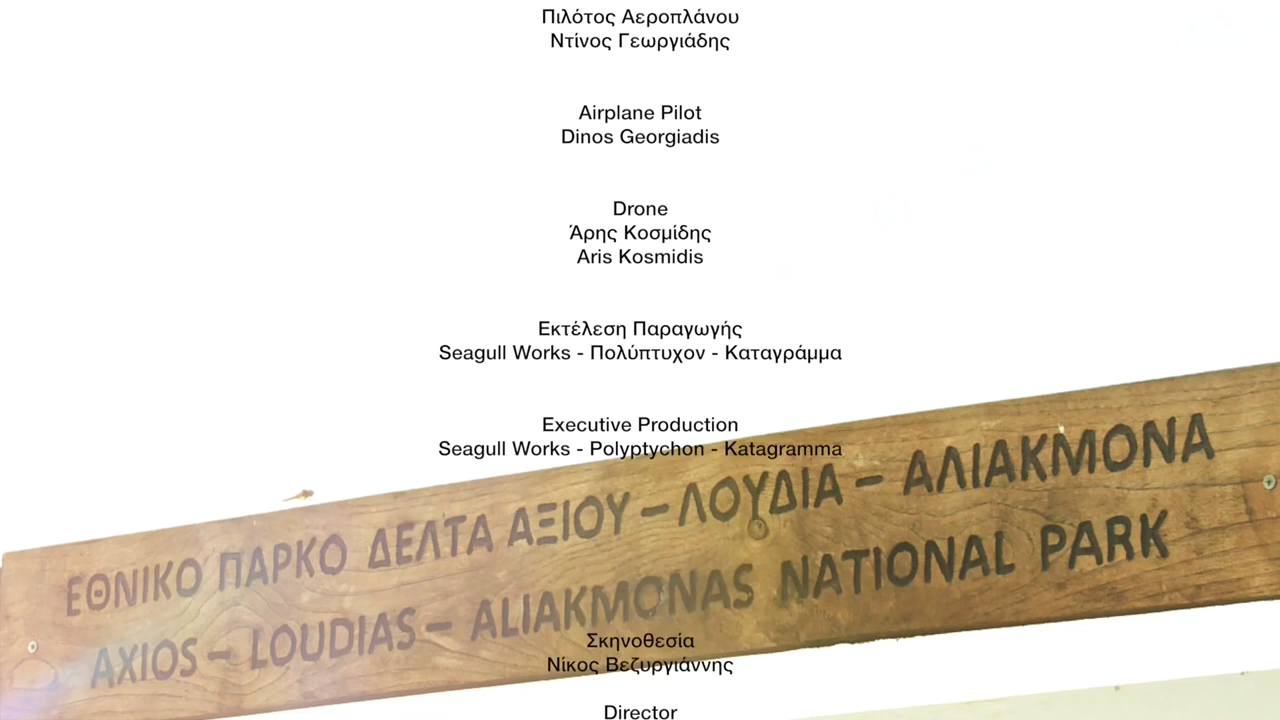 Πιλότος Αεροπλάνου
Ντίνος Γεωργιάδης
Airplane Pilot
Dinos Georgiadis
Drone
Άρης Κοσμίδης
Aris Kosmidis
Εκτέλεση Παραγωγής
Seagull Works - Πολύπτυχον - Καταγράμμα
Executive Production
Seagull Works - Polyptychon - Katagramma
ΕΘΝΙΚΟ ΠΑΡΚΟ ΔΕΛΤΑ ΑΞΙΟΥ – ΛΟΥΔΙΑ – ΑΛΙΑΚΜΟΝΑ
AXIOS – LOUDIAS – ALIAKMONAS NATIONAL PARK
Σκηνοθεσία
Νίκος Βεζυργιάννης
Director